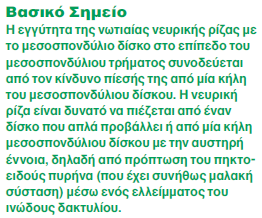 Βασικό Σημείο
Η εγγύτητα της νωτιαίας νευρικής ρίζας με
το μεσοσπονδύλιο δίσκο στο επίπεδο του
μεσοσπονδύλιου τρήματος συνοδεύεται
από τον κίνδυνο πίεσής της από μία κήλη
του μεσοσπονδύλιου δίσκου. Η νευρική
ρίζα είναι δυνατό να πιέζεται από έναν
δίσκο που απλά προβάλλει ή από μία κήλη
μεσοσπονδύλιου δίσκου με την αυστηρή
έννοια, δηλαδή από πρόπτωση του πηκτο-
ειδούς πυρήνα (που έχει συνήθως μαλακή
σύσταση) μέσω ενός ελλείμματος του
ινώδους δακτυλίου.